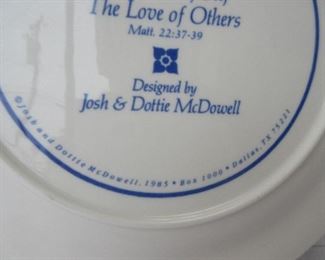 The Love of Others
Matt. 22:37-39
Designed by
Josh & Dottie McDowell
© Josh and Dottie McDowell, 1985 • Box 1000 • Dallas, TX 75221